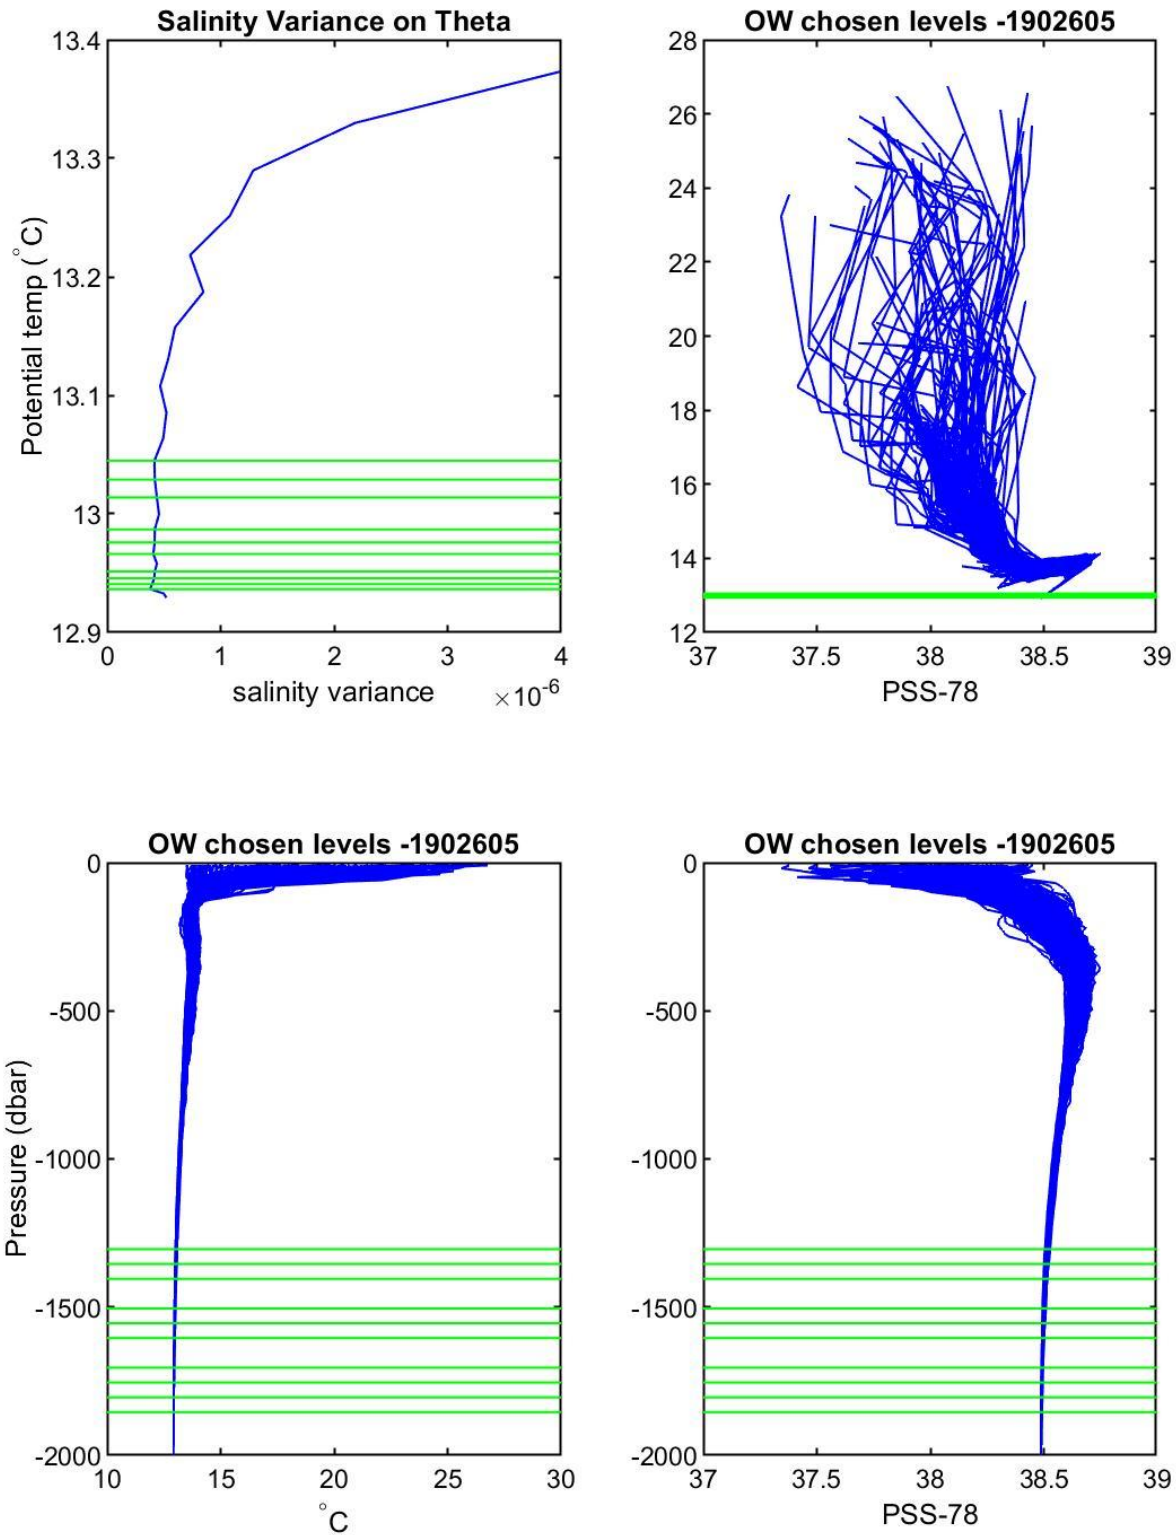 Salinity Variance on Theta
13.4
13.3
13.2
13.1
13
12.9
Potential temp (°C)
0 1 2 3 4
salinity variance
×10-6
OW chosen levels -1902605
28
26
24
22
20
18
16
14
12
37 37.5 38 38.5 39
PSS-78
OW chosen levels -1902605
0
-500
-1000
-1500
-2000
Pressure (dbar)
10 15 20 25 30
°C
OW chosen levels -1902605
0
-500
-1000
-1500
-2000
37 37.5 38 38.5 39
PSS-78